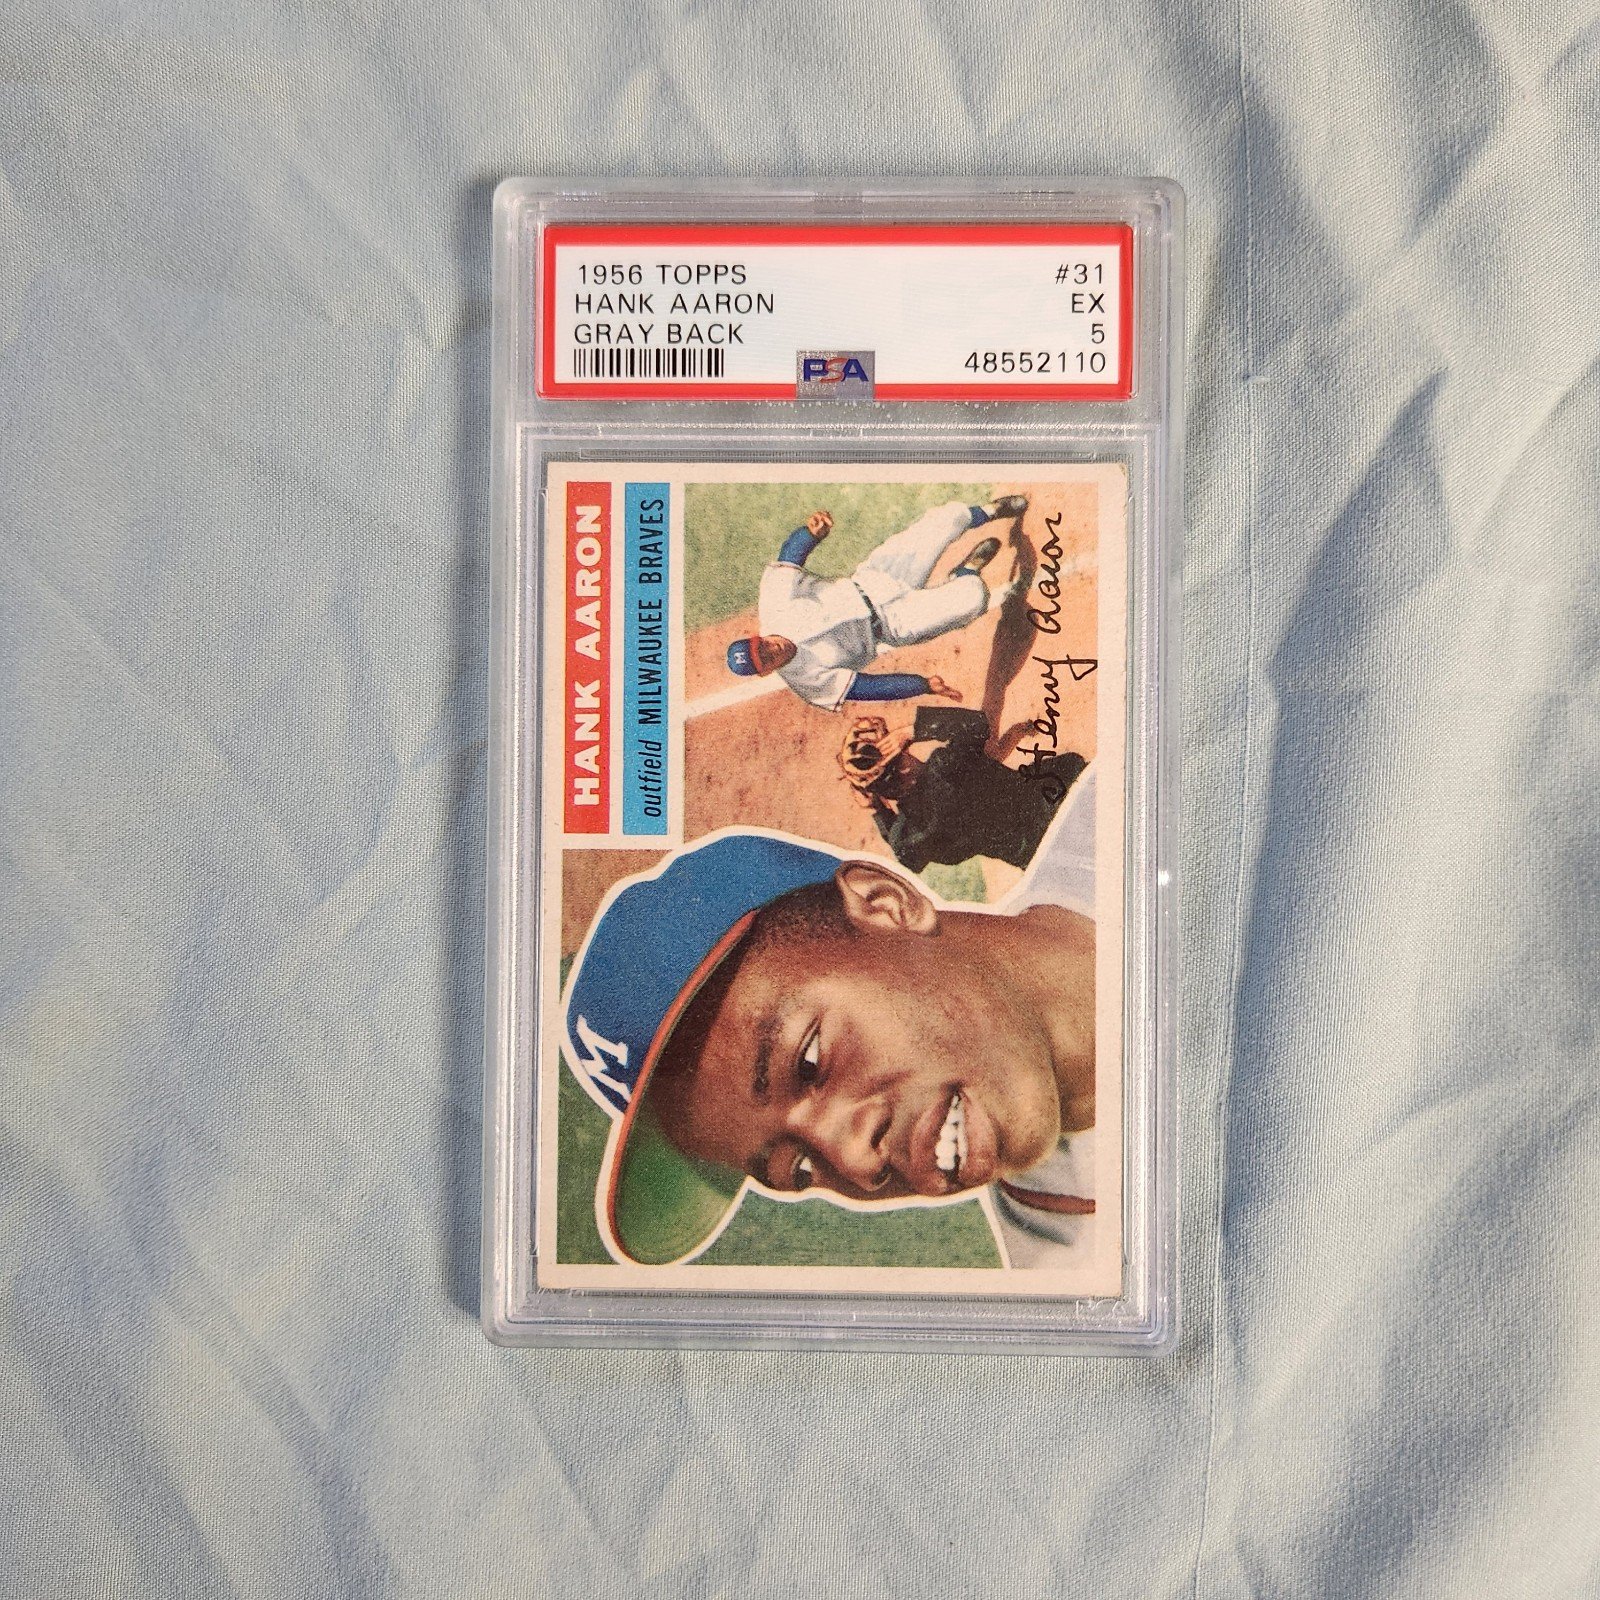 1956 TOPPS #31
HANK AARON EX
GRAY BACK 5
PSA 48552110
HANK AARON
outfield MILWAUKEE BRAVES
Henry Aaron
M
M